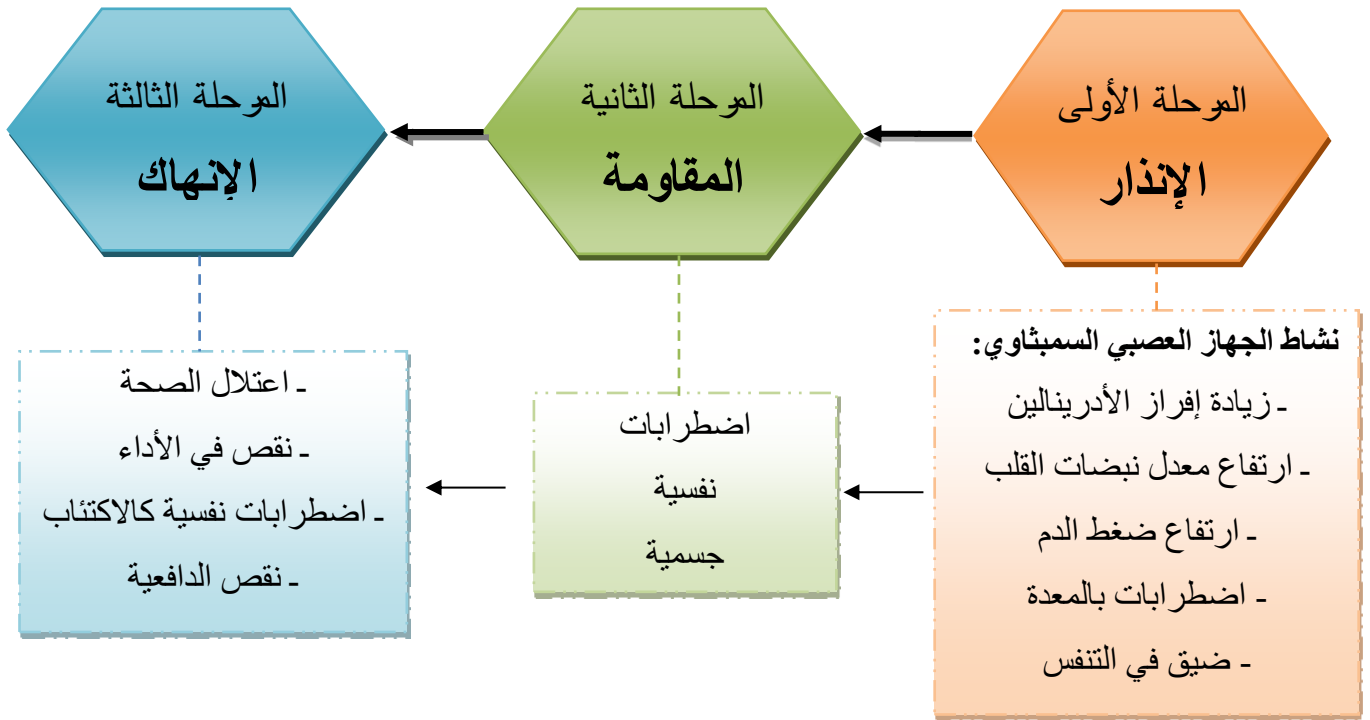 المرحلة الأولى
الإنذار
المرحلة الثانية
المقاومة
المرحلة الثالثة
الإنهاك
نشاط الجهاز العصبي السمبثاوي:
ـ زيادة إفراز الأدرينالين
ـ ارتفاع معدل نبضات القلب
ـ ارتفاع ضغط الدم
ـ اضطرابات بالمعدة
- ضيق في التنفس
اضطرابات
نفسية
جسمية
ـ اعتلال الصحة
ـ نقص في الأداء
ـ اضطرابات نفسية كالاكتئاب
ـ نقص الدافعية